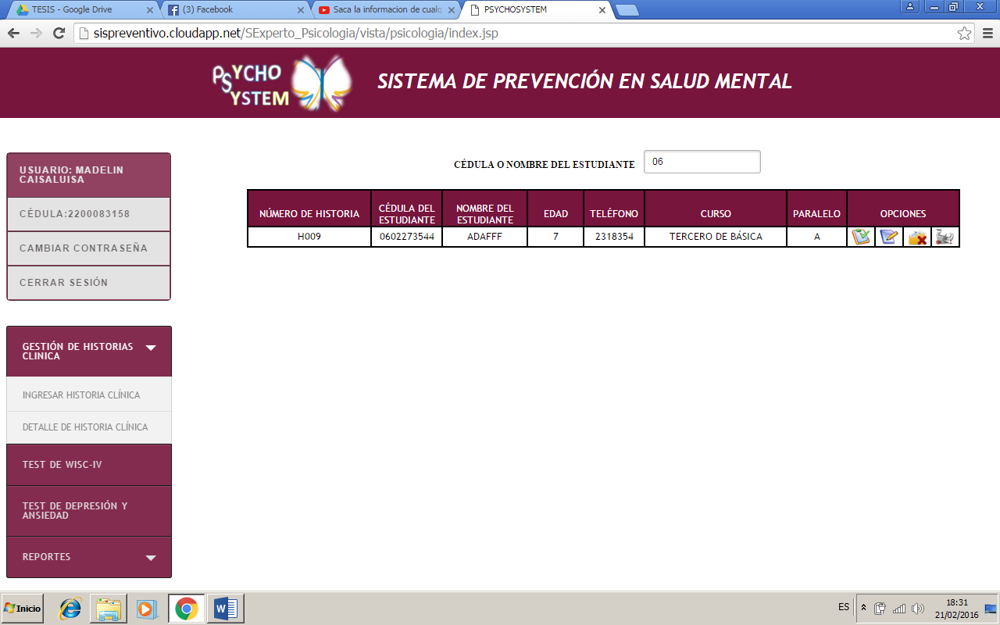 TESIS - Google Drive
(3) Facebook
Saca la informacion de cualq
PSYCHOSYSTEM
sispreventivo.cloudapp.net/SExperto_Psicologia/vista/psicologia/index.jsp
PSYCHO
SYSTEM
SISTEMA DE PREVENCIÓN EN SALUD MENTAL
USUARIO: MADELIN
CAISALUISA
CÉDULA:2200083158
CAMBIAR CONTRASEÑA
CERRAR SESIÓN
GESTIÓN DE HISTORIAS
CLINICA
INGRESAR HISTORIA CLÍNICA
DETALLE DE HISTORIA CLÍNICA
TEST DE WISC-IV
TEST DE DEPRESIÓN Y
ANSIEDAD
REPORTES
CÉDULA O NOMBRE DEL ESTUDIANTE 06
NÚMERO DE HISTORIA CÉDULA DEL ESTUDIANTE NOMBRE DEL ESTUDIANTE EDAD TELÉFONO CURSO PARALELO OPCIONES
H009 0602273544 ADAFFF 7 2318354 TERCERO DE BÁSICA A
Inicio
ES
18:31
21/02/2016